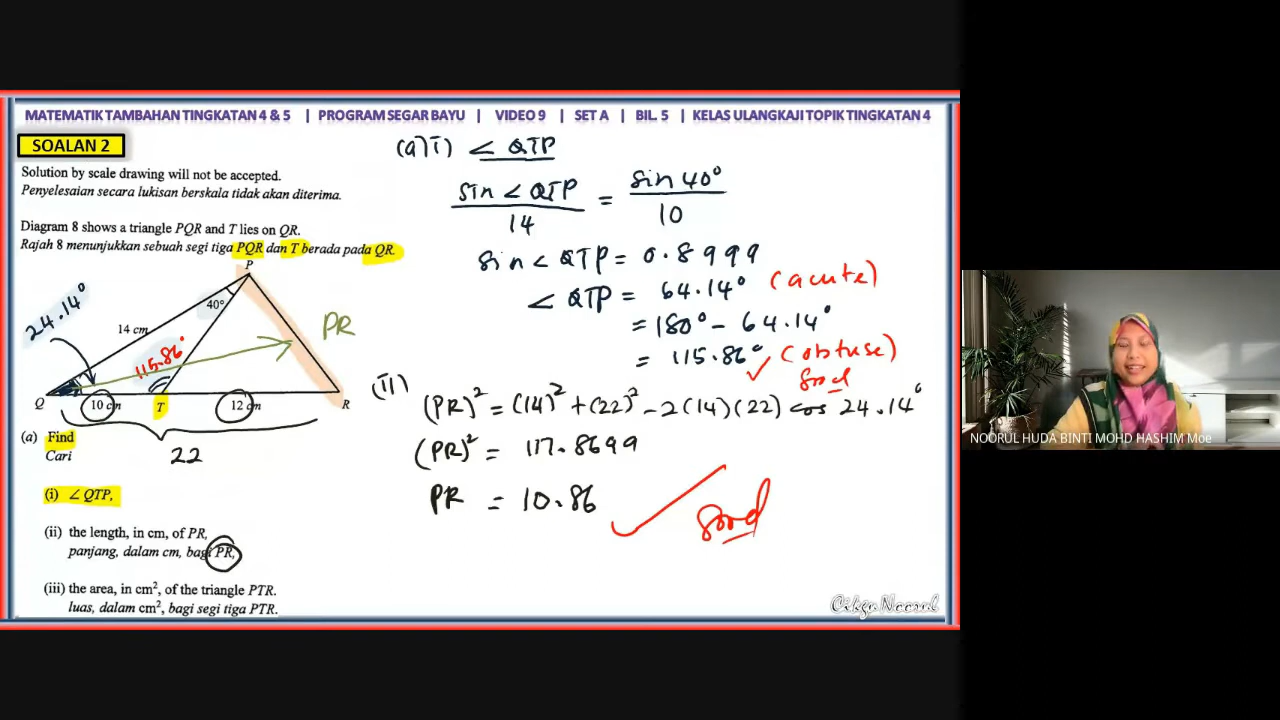 MATEMATIK TAMBAHAN TINGKATAN 4 & 5 | PROGRAM SEGAR BAYU | VIDEO 9 | SET A | BIL. 5 | KELAS ULANGKAJI TOPIK TINGKATAN 4
SOALAN 2
Solution by scale drawing will not be accepted.
Penyelesaian secara lukisan berskala tidak akan diterima.
Diagram 8 shows a triangle PQR and T lies on QR.
Rajah 8 menunjukkan sebuah segi tiga PQR dan T berada pada QR.
P
40°
24.14°
14 cm
115.86°
PR
Q
10 cm
T
12 cm
R
22
(a) Find
Cari
(i) ∠ QTP,
(ii) the length, in cm, of PR,
panjang, dalam cm, bagi PR,
(iii) the area, in cm², of the triangle PTR.
luas, dalam cm², bagi segi tiga PTR.
(a)(i) ∠ QTP
sin ∠ QTP / 14 = sin 40° / 10
sin ∠ QTP = 0.8999
∠ QTP = 64.14° (acute)
= 180° - 64.14°
= 115.86° (obtuse)
good
(ii)
(PR)² = (14)² + (22)² - 2(14)(22) cos 24.14°
(PR)² = 117.8699
PR = 10.86
good
Cikgu Noorul
NOORUL HUDA BINTI MOHD HASHIM Moe